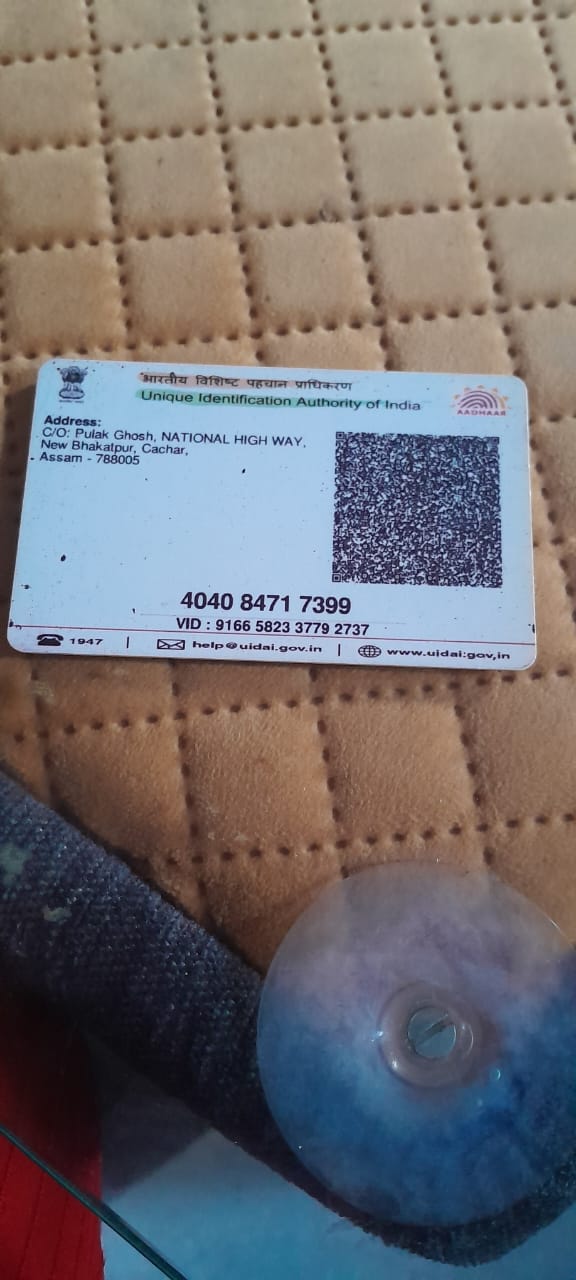 भारतीय विशिष्ट पहचान प्राधिकरण
Unique Identification Authority of India
AADHAAR
Address:
C/O: Pulak Ghosh, NATIONAL HIGH WAY,
New Bhakatpur, Cachar,
Assam - 788005
4040 8471 7399
VID : 9166 5823 3779 2737
1947 | help@uidai.gov.in | www.uidai.gov.in